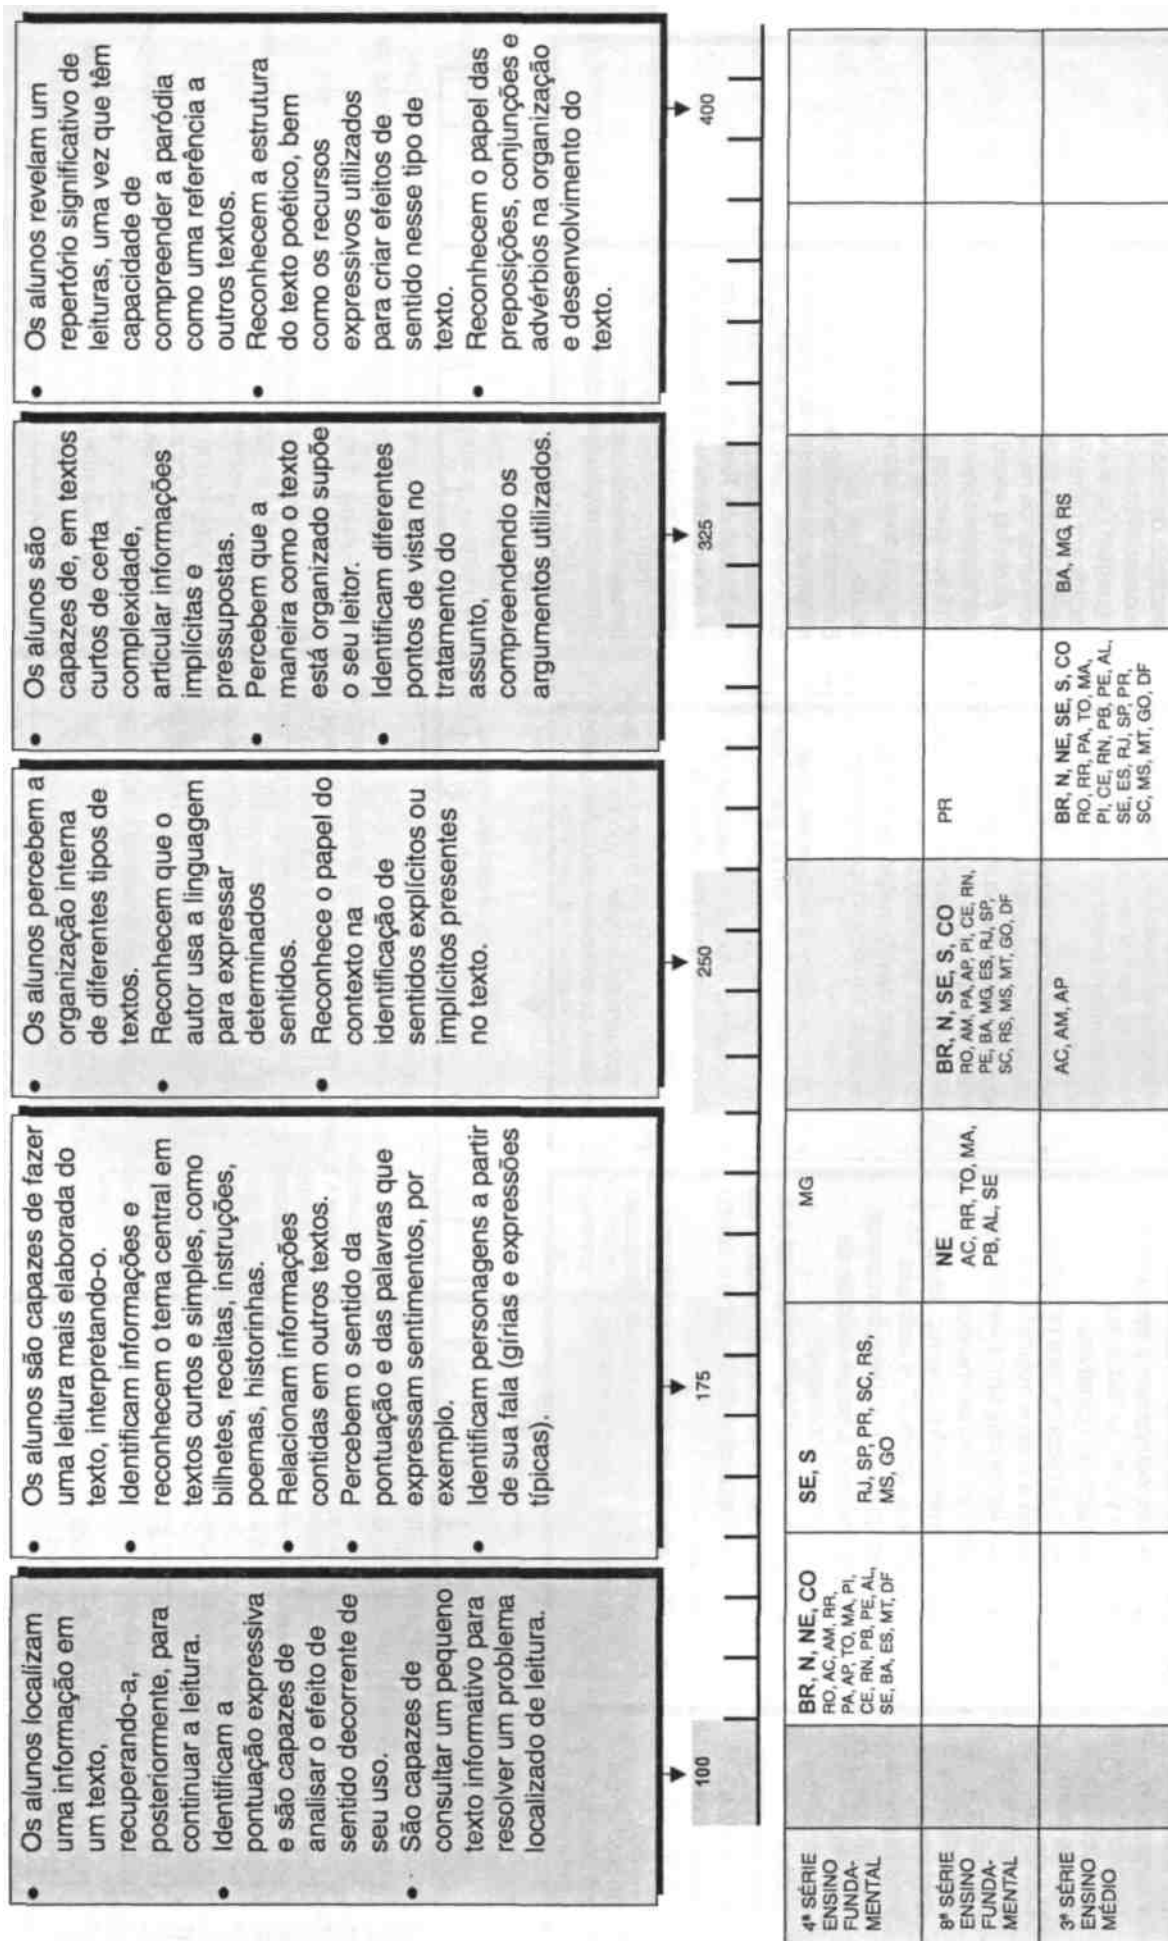 • Os alunos localizam
uma informação em
um texto,
recuperando-a,
posteriormente, para
continuar a leitura.
• Identificam a
pontuação expressiva
e são capazes de
analisar o efeito de
sentido decorrente de
seu uso.
• São capazes de
consultar um pequeno
texto informativo para
resolver um problema
localizado de leitura.
• Os alunos são capazes de fazer
uma leitura mais elaborada do
texto, interpretando-o.
• Identificam informações e
reconhecem o tema central em
textos curtos e simples, como
bilhetes, receitas, instruções,
poemas, historinhas.
• Relacionam informações
contidas em outros textos.
• Percebem o sentido da
pontuação e das palavras que
expressam sentimentos, por
exemplo.
• Identificam personagens a partir
de sua fala (gírias e expressões
típicas).
• Os alunos percebem a
organização interna
de diferentes tipos de
textos.
• Reconhecem que o
autor usa a linguagem
para expressar
determinados
sentidos.
• Reconhece o papel do
contexto na
identificação de
sentidos explícitos ou
implícitos presentes
no texto.
• Os alunos são
capazes de, em textos
curtos de certa
complexidade,
articular informações
implícitas e
pressupostas.
• Percebem que a
maneira como o texto
está organizado supõe
o seu leitor.
• Identificam diferentes
pontos de vista no
tratamento do
assunto,
compreendendo os
argumentos utilizados.
• Os alunos revelam um
repertório significativo de
leituras, uma vez que têm
capacidade de
compreender a paródia
como uma referência a
outros textos.
• Reconhecem a estrutura
do texto poético, bem
como os recursos
expressivos utilizados
para criar efeitos de
sentido nesse tipo de
texto.
• Reconhecem o papel das
preposições, conjunções e
advérbios na organização
e desenvolvimento do
texto.
100 175 250 325 400
4ª SÉRIE
ENSINO
FUNDA-
MENTAL
BR, N, NE, CO
RO, AC, AM, RR,
PA, AP, TO, MA, PI,
CE, RN, PB, PE, AL,
SE, BA, ES, MT, DF
SE, S
RJ, SP, PR, SC, RS,
MS, GO
MG
8ª SÉRIE
ENSINO
FUNDA-
MENTAL
NE
AC, RR, TO, MA,
PB, AL, SE
BR, N, SE, S, CO
RO, AM, PA, AP, PI, CE, RN,
PE, BA, MG, ES, RJ, SP,
SC, RS, MS, MT, GO, DF
PR
3ª SÉRIE
ENSINO
MÉDIO
AC, AM, AP
BR, N, NE, SE, S, CO
RO, RR, PA, TO, MA,
PI, CE, RN, PB, PE, AL,
SE, ES, RJ, SP, PR,
SC, MS, MT, GO, DF
BA, MG, RS